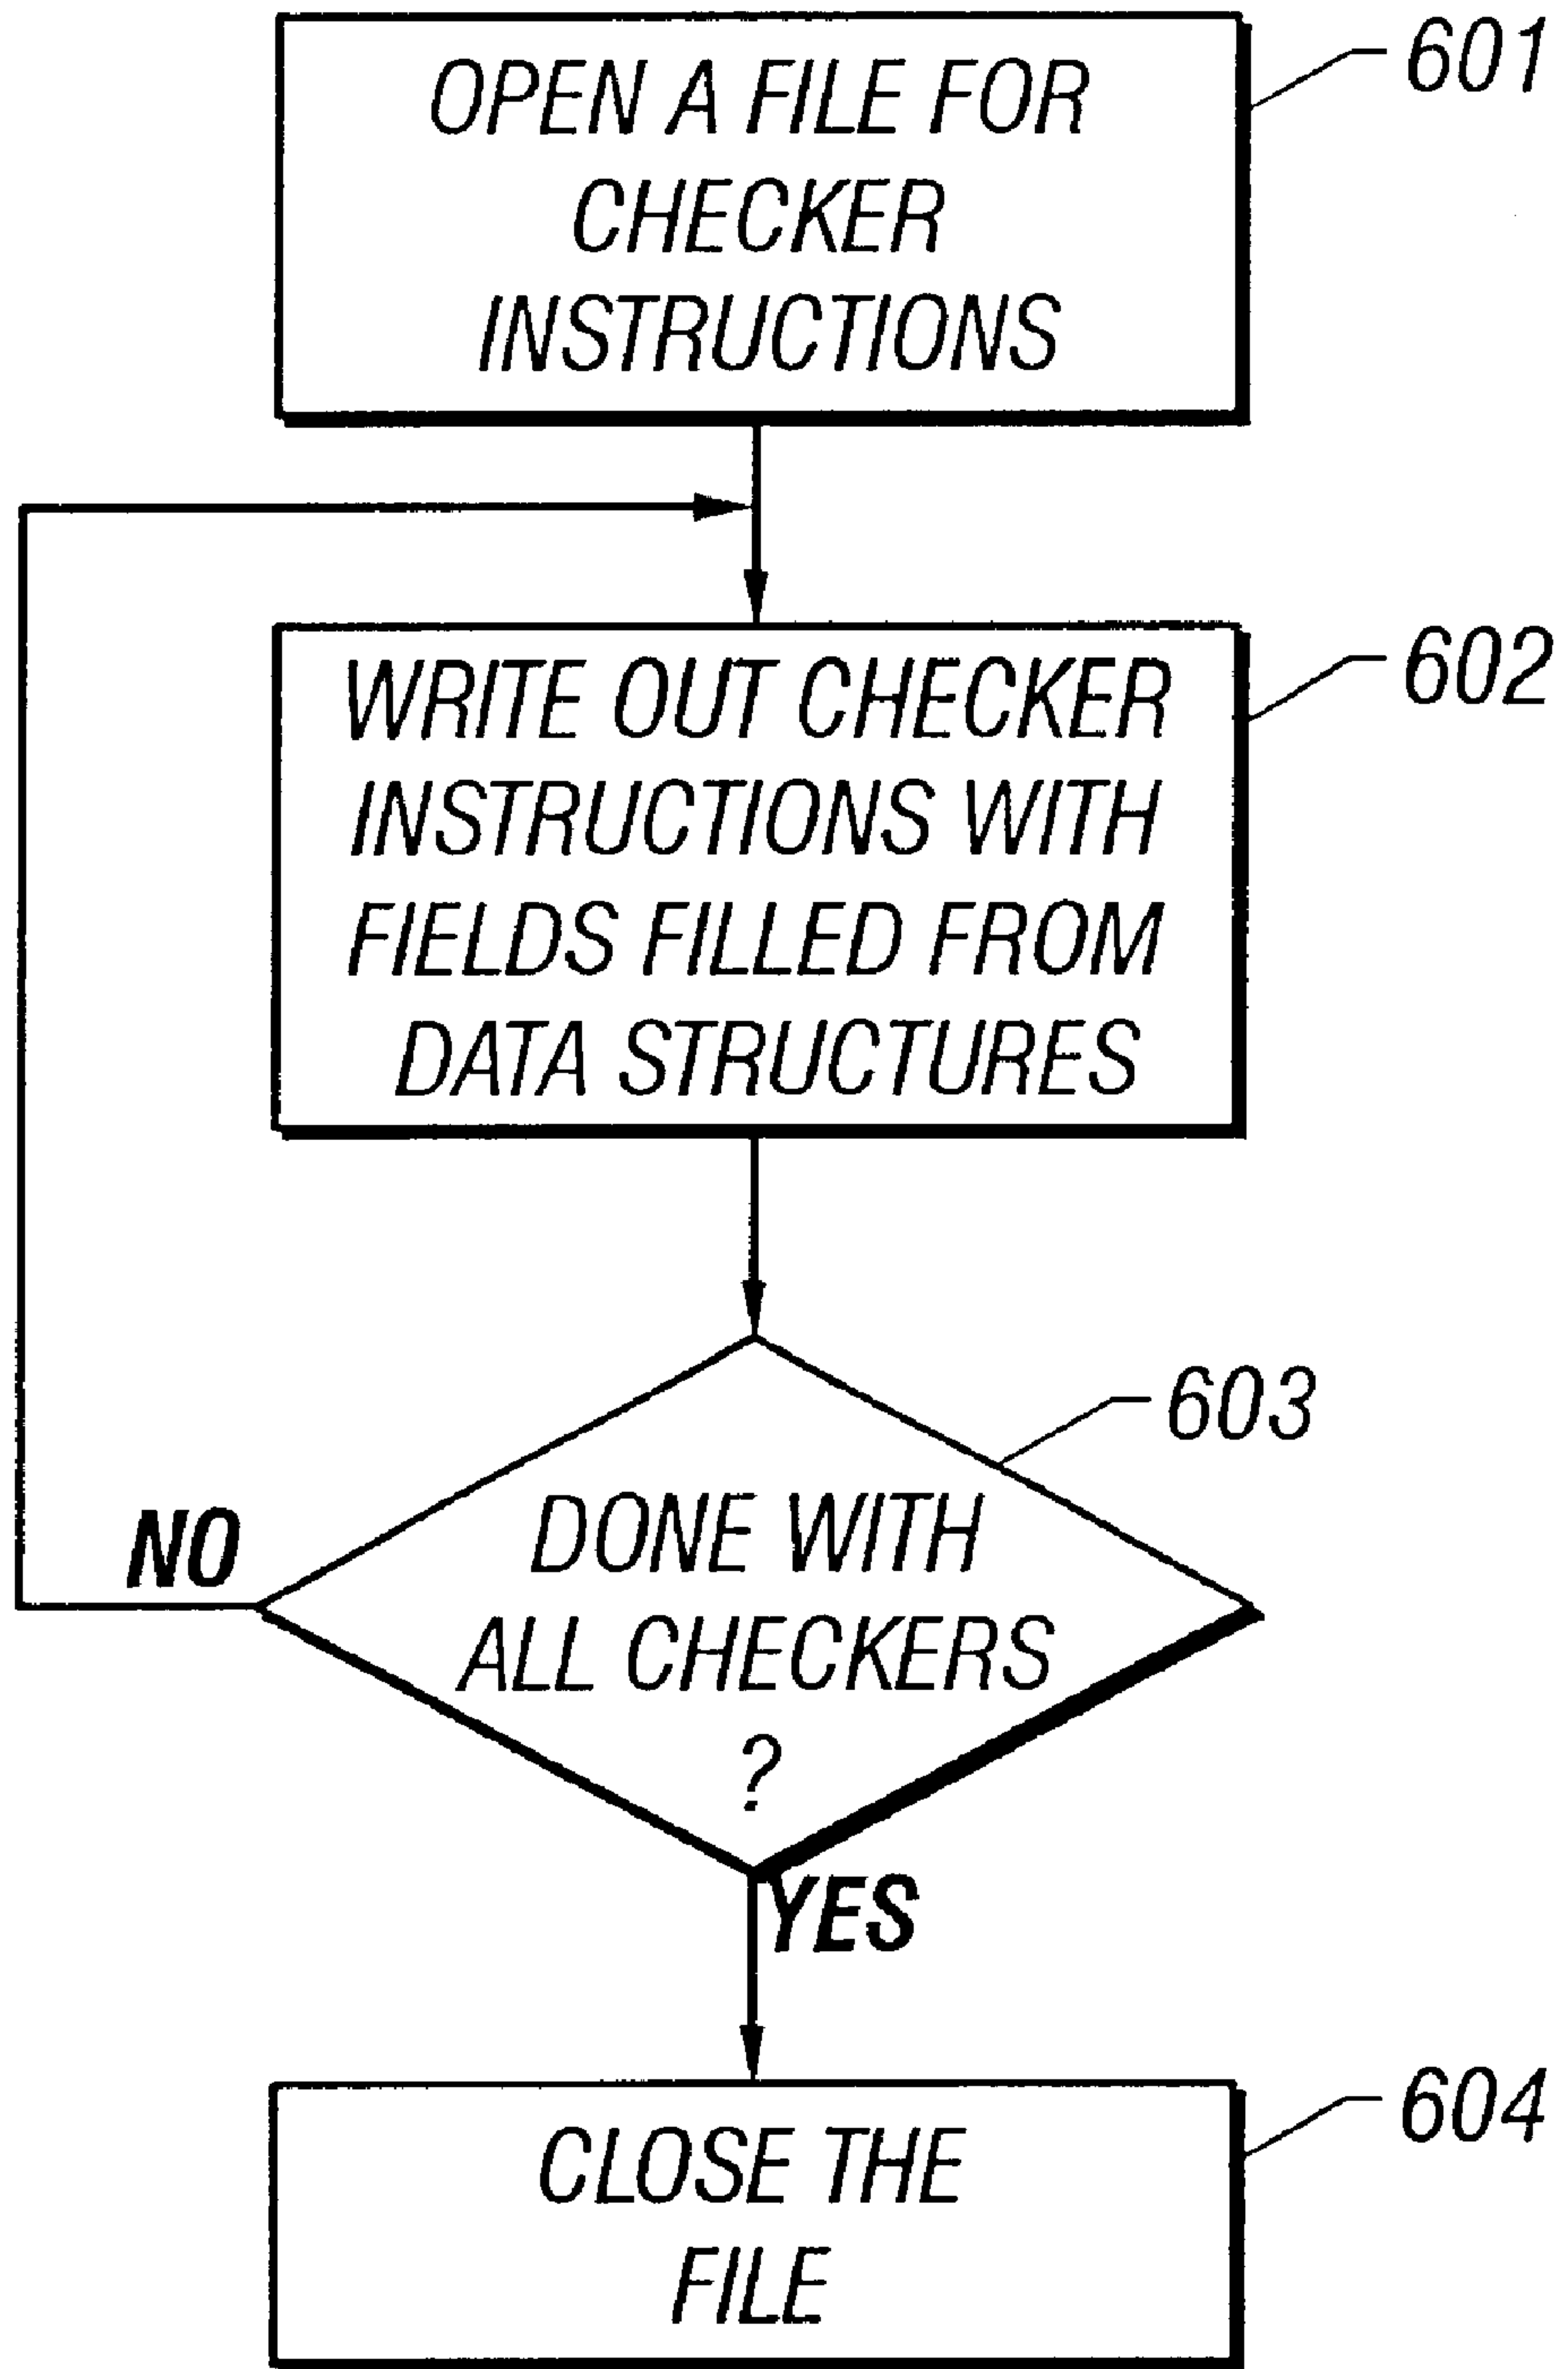 OPEN A FILE FOR
CHECKER
INSTRUCTIONS
601
WRITE OUT CHECKER
INSTRUCTIONS WITH
FIELDS FILLED FROM
DATA STRUCTURES
602
603
DONE WITH
ALL CHECKERS
?
NO
YES
CLOSE THE
FILE
604